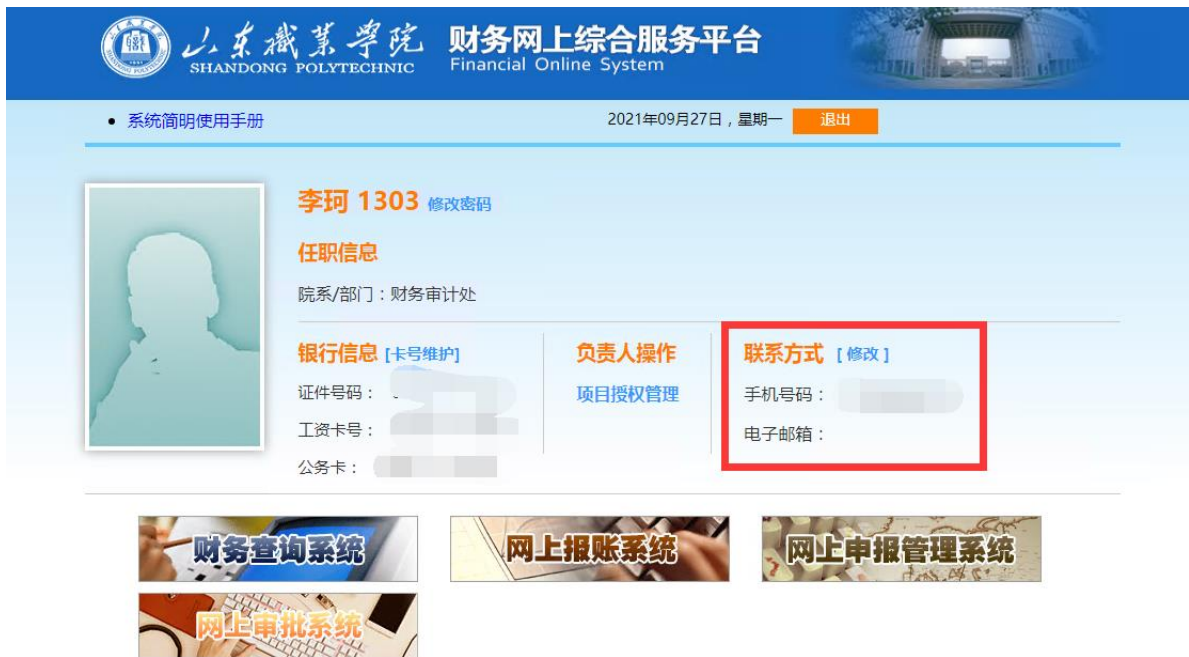 山东职业学院
SHANDONG POLYTECHNIC
财务网上综合服务平台
Financial Online System
系统简明使用手册
2021年09月27日，星期一
退出
李珂 1303 修改密码
任职信息
院系/部门：财务审计处
银行信息 [卡号维护]
证件号码：
工资卡号：
公务卡：
负责人操作
项目授权管理
联系方式 [修改]
手机号码：
电子邮箱：
财务查询系统
网上报账系统
网上申报管理系统
网上审批系统